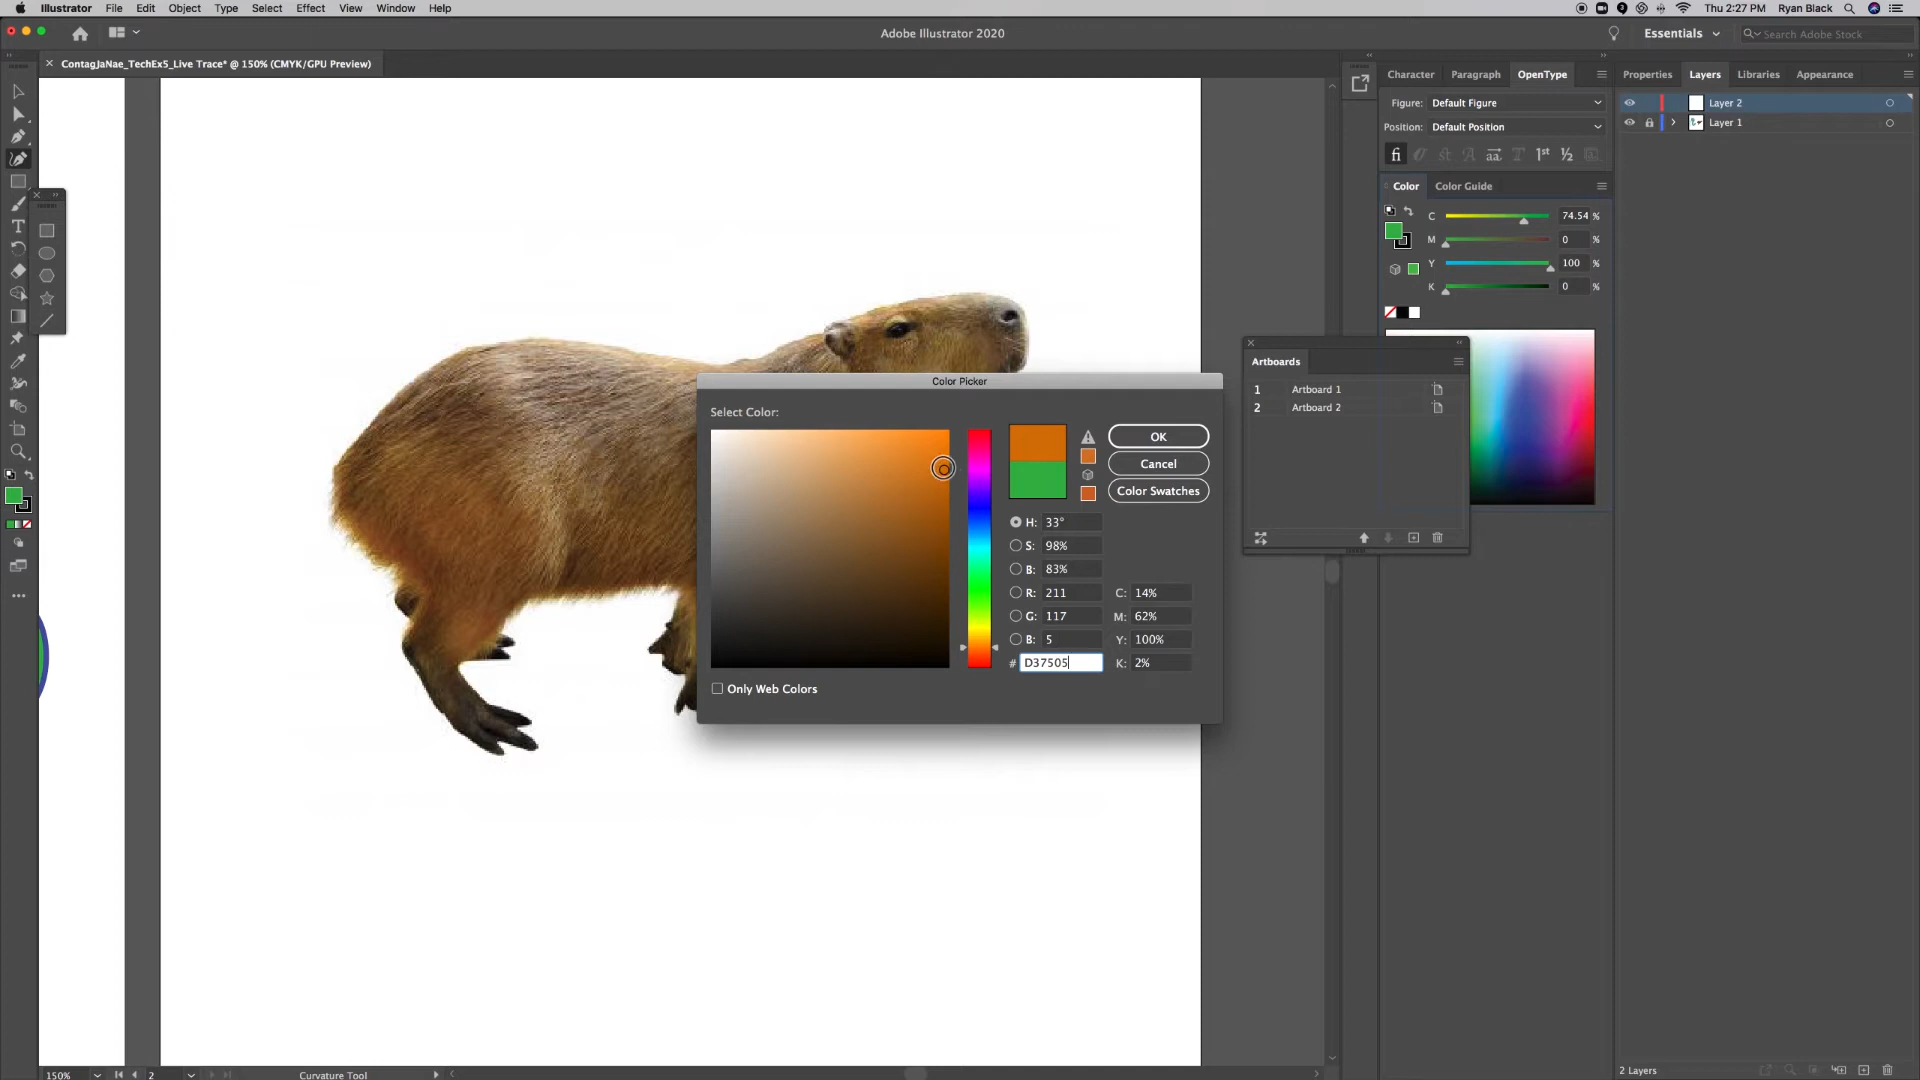 Illustrator File Edit Object Type Select Effect View Window Help Thu 2:27 PM Ryan Black
Adobe Illustrator 2020
Essentials
Search Adobe Stock
ContagJaNae_TechEx5_Live Trace* @ 150% (CMYK/GPU Preview)
Character Paragraph OpenType
Properties Layers Libraries Appearance
Figure: Default Figure
Position: Default Position
Layer 2
Layer 1
Color Color Guide
C 74.54 %
M 0 %
Y 100 %
K 0 %
Artboards
1 Artboard 1
2 Artboard 2
Color Picker
Select Color:
OK
Cancel
Color Swatches
H: 33°
S: 98%
B: 83%
R: 211
G: 117
B: 5
# D37505
C: 14%
M: 62%
Y: 100%
K: 2%
Only Web Colors
150% 2 Curvature Tool
2 Layers